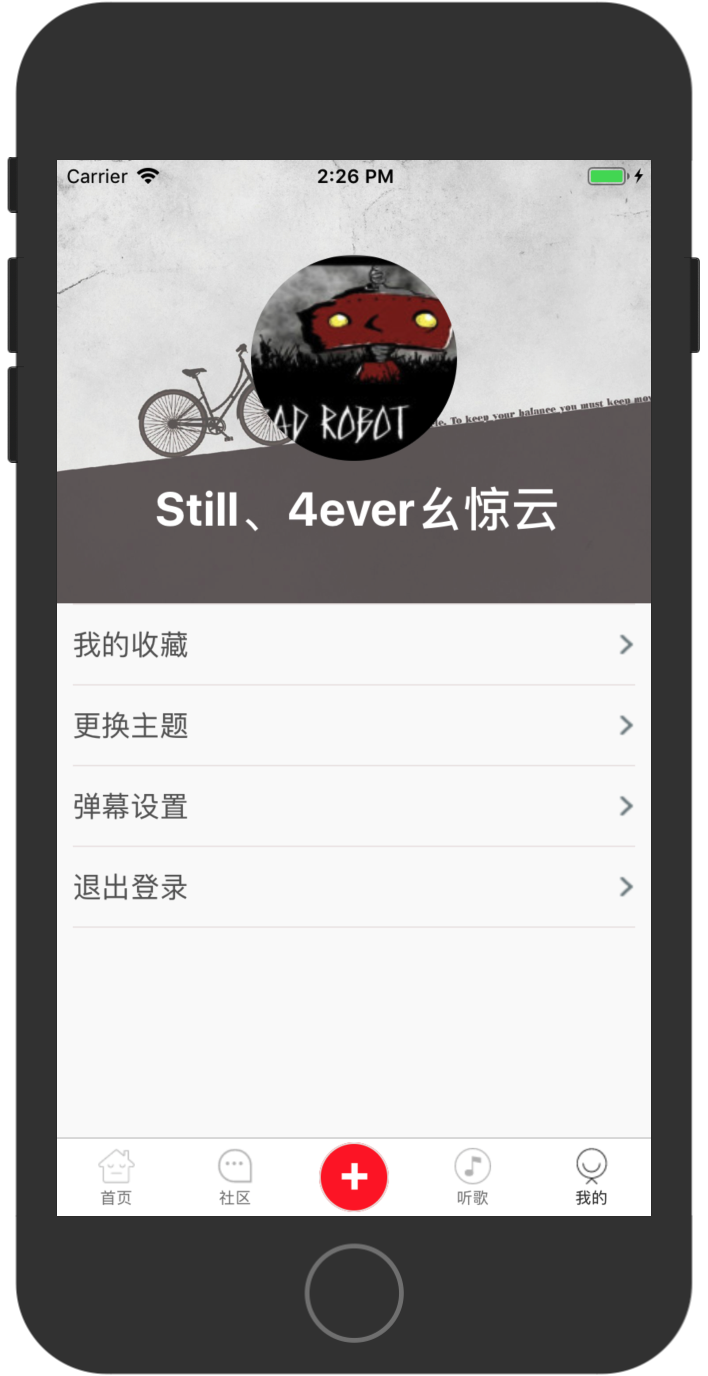 Carrier
2:26 PM
AD ROBOT
To keep your balance you must keep mov
Still、4ever幺惊云
我的收藏
更换主题
弹幕设置
退出登录
首页
社区
听歌
我的